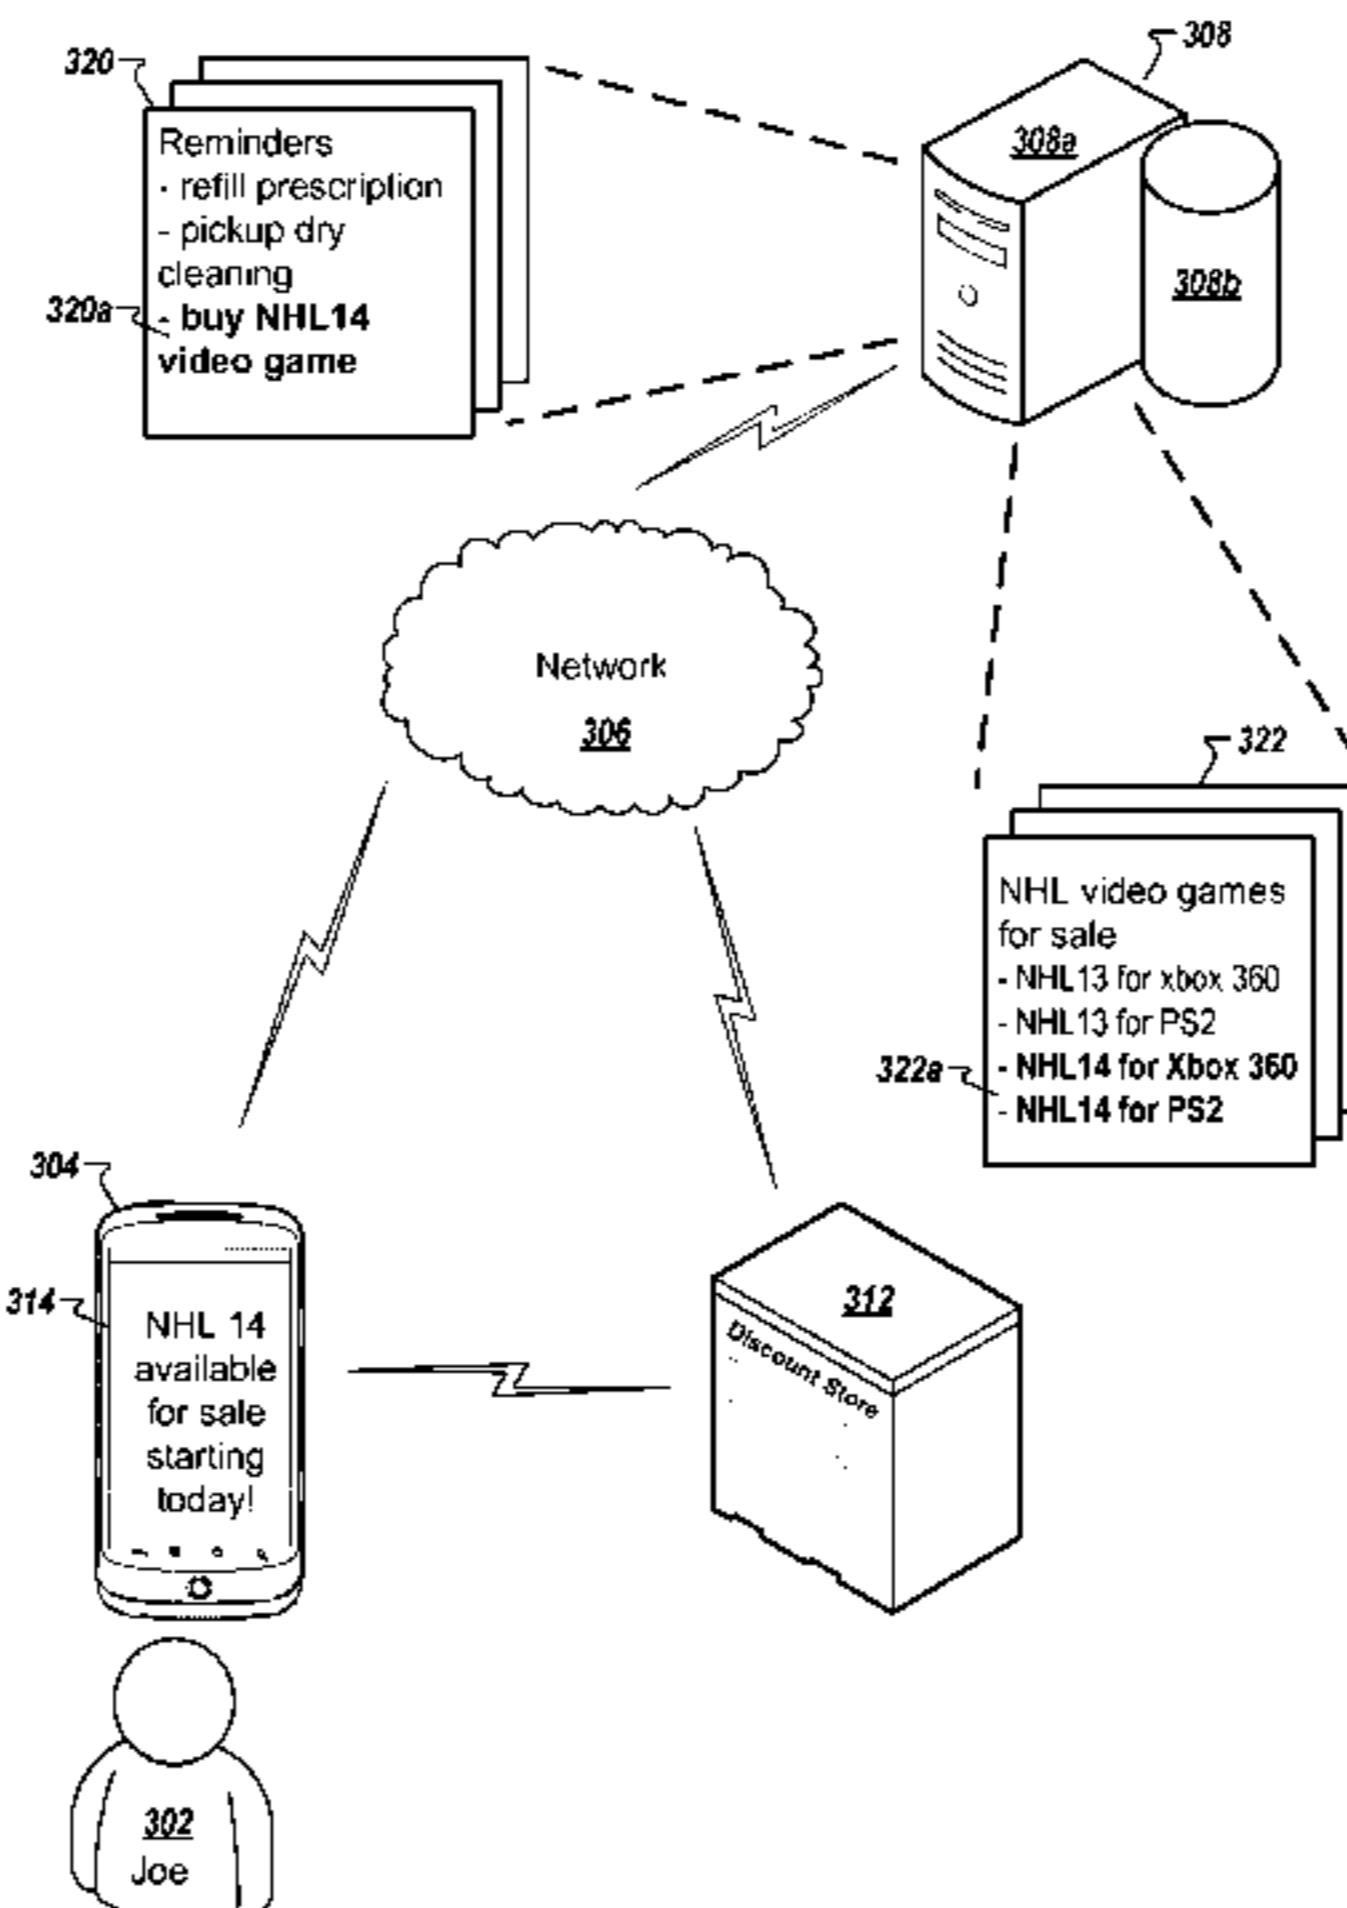 320
308
Reminders
- refill prescription
- pickup dry
cleaning
320a
- buy NHL14
video game
308a
308b
Network
306
322
NHL video games
for sale
- NHL13 for xbox 360
- NHL13 for PS2
322a
- NHL14 for Xbox 360
- NHL14 for PS2
304
314
NHL 14
available
for sale
starting
today!
312
Discount Store
302
Joe